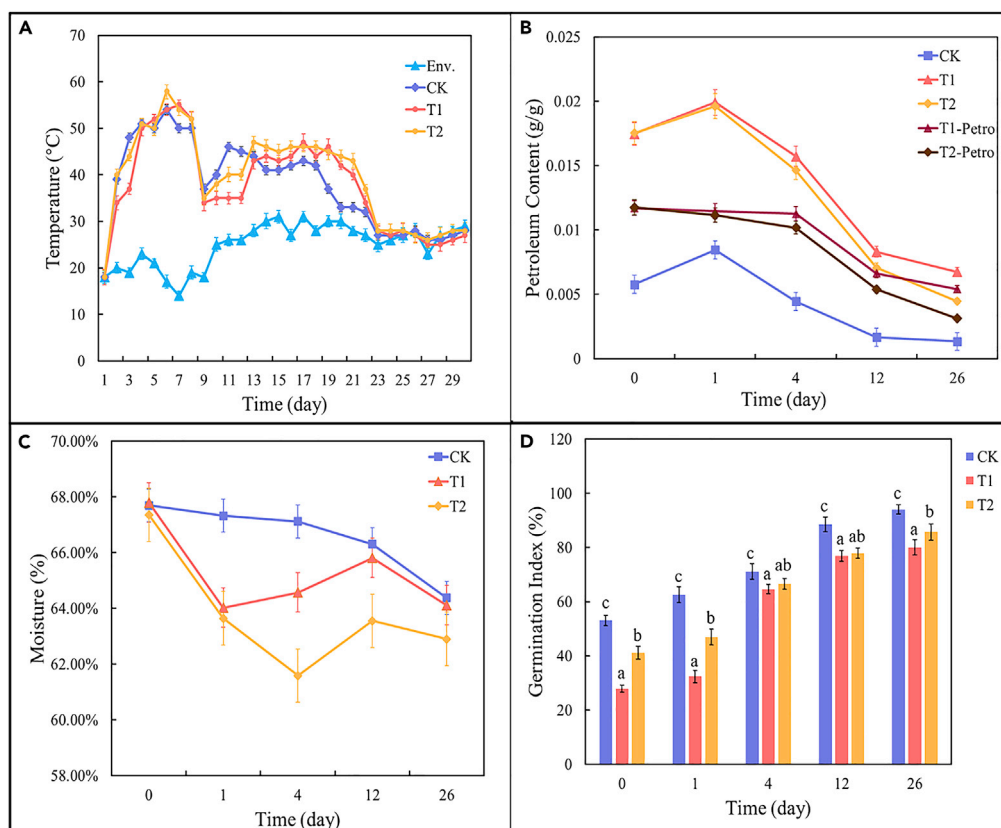 A
70
60
50
40
30
20
10
0
Temperature (°C)
Env.
CK
T1
T2
1 3 5 7 9 11 13 15 17 19 21 23 25 27 29
Time (day)
B
0.025
0.02
0.015
0.01
0.005
0
Petroleum Content (g/g)
CK
T1
T2
T1-Petro
T2-Petro
0 1 4 12 26
Time (day)
C
70.00%
68.00%
66.00%
64.00%
62.00%
60.00%
58.00%
Moisture (%)
CK
T1
T2
0 1 4 12 26
Time (day)
D
120
100
80
60
40
20
0
Germination Index (%)
CK
T1
T2
c a b
c a b
c a ab
c a ab
c a b
0 1 4 12 26
Time (day)